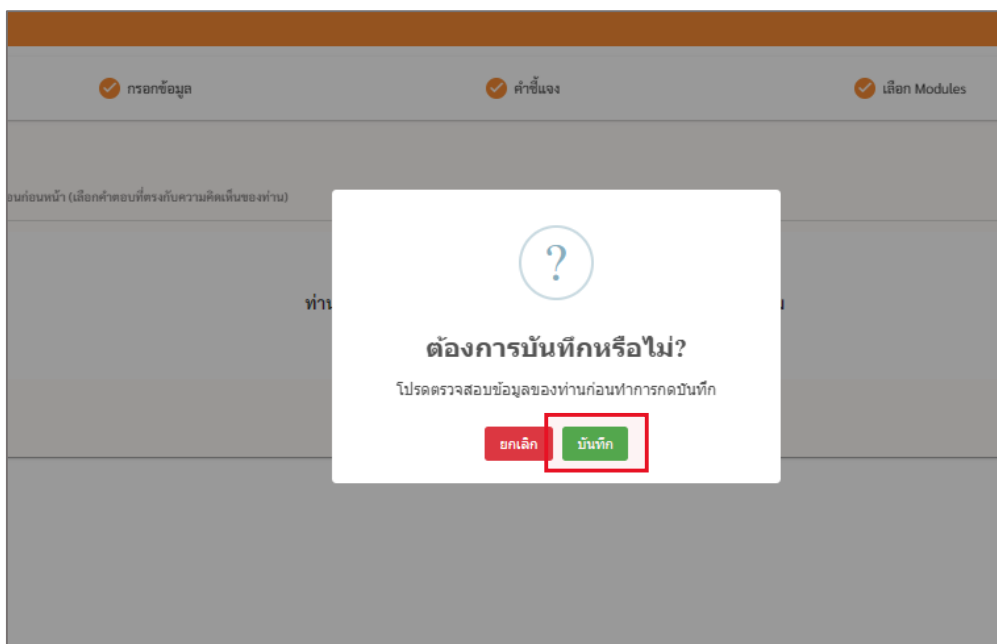 กรอกข้อมูล
คำชี้แจง
เลือก Modules
อนก่อนหน้า (เลือกคำตอบที่ตรงกับความคิดเห็นของท่าน)
ท่าน
?
ต้องการบันทึกหรือไม่?
โปรดตรวจสอบข้อมูลของท่านก่อนทำการกดบันทึก
ยกเลิก
บันทึก